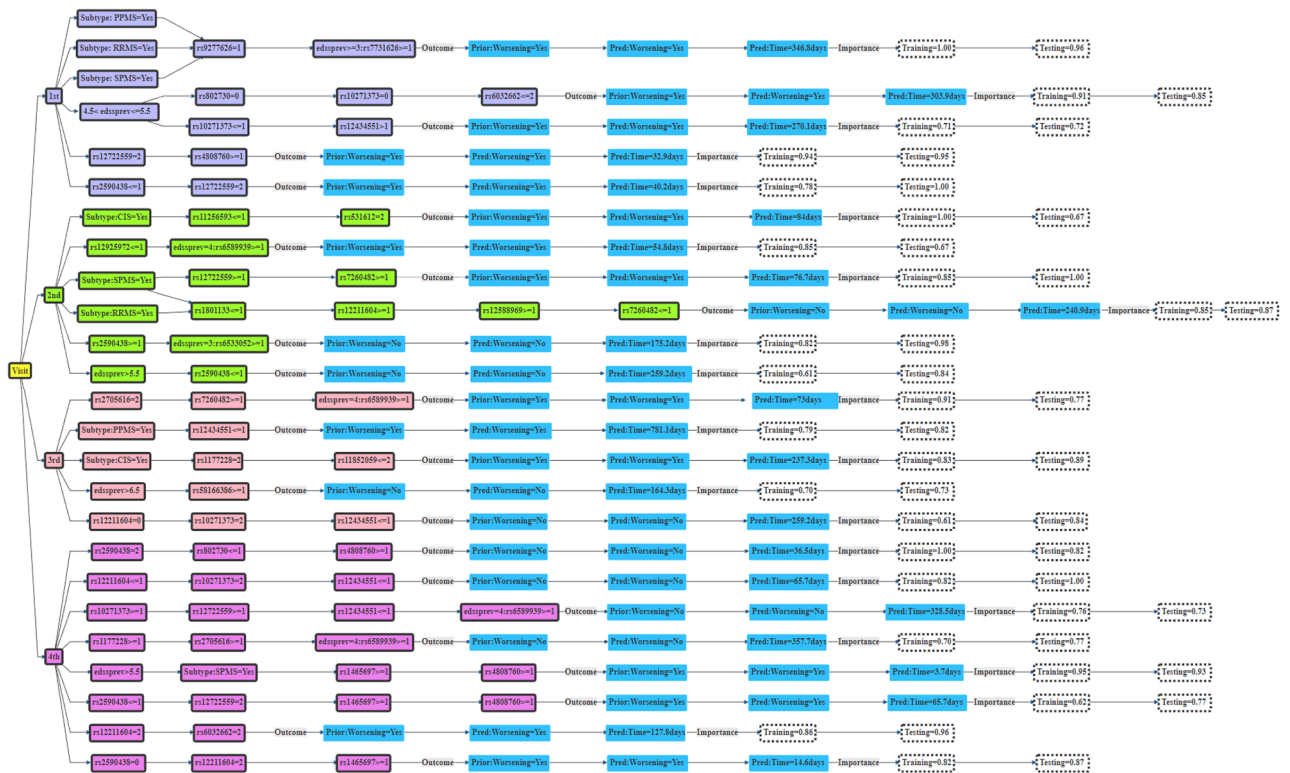 Subtype: PPMS=Yes
Subtype: RRMS=Yes rs9277626=1 edssprev>=3:rs7731626>=1 Outcome Prior:Worsening=Yes Pred:Worsening=Yes Pred:Time=346.8days Importance Training=1.00 Testing=0.96
Subtype: SPMS=Yes
1st
rs802730=0 rs10271373=0 rs6032662<=2 Outcome Prior:Worsening=Yes Pred:Worsening=Yes Pred:Time=303.9days Importance Training=0.91 Testing=0.85
4.5< edssprev<=5.5
rs10271373<=1 rs12434551>1 Outcome Prior:Worsening=Yes Pred:Worsening=Yes Pred:Time=270.1days Importance Training=0.71 Testing=0.72
rs12722559=2 rs4808760>=1 Outcome Prior:Worsening=Yes Pred:Worsening=Yes Pred:Time=32.9days Importance Training=0.94 Testing=0.95
rs2590438<=1 rs12722559=2 Outcome Prior:Worsening=Yes Pred:Worsening=Yes Pred:Time=40.2days Importance Training=0.78 Testing=1.00
Subtype:CIS=Yes rs11256593<=1 rs531612=2 Outcome Prior:Worsening=Yes Pred:Worsening=Yes Pred:Time=84days Importance Training=1.00 Testing=0.67
rs12925972<=1 edssprev=4:rs6589939>=1 Outcome Prior:Worsening=Yes Pred:Worsening=Yes Pred:Time=54.8days Importance Training=0.85 Testing=0.67
Subtype:SPMS=Yes rs12722559>=1 rs7260482>=1 Outcome Prior:Worsening=Yes Pred:Worsening=Yes Pred:Time=76.7days Importance Training=0.85 Testing=1.00
2nd
Subtype:RRMS=Yes rs1801133<=1 rs12211604>=1 rs12588969>=1 rs7260482<=1 Outcome Prior:Worsening=No Pred:Worsening=No Pred:Time=240.9days Importance Training=0.85 Testing=0.87
rs2590438>=1 edssprev=3:rs6533052>=1 Outcome Prior:Worsening=No Pred:Worsening=No Pred:Time=175.2days Importance Training=0.82 Testing=0.98
Visit
edssprev>5.5 rs2590438<=1 Outcome Prior:Worsening=No Pred:Worsening=No Pred:Time=259.2days Importance Training=0.61 Testing=0.84
rs2705616=2 rs7260482>=1 edssprev=4:rs6589939>=1 Outcome Prior:Worsening=Yes Pred:Worsening=Yes Pred:Time=73days Importance Training=0.91 Testing=0.77
Subtype:PPMS=Yes rs12434551<=1 Outcome Prior:Worsening=Yes Pred:Worsening=Yes Pred:Time=781.1days Importance Training=0.79 Testing=0.82
3rd Subtype:CIS=Yes rs1177228=2 rs11852059<=2 Outcome Prior:Worsening=Yes Pred:Worsening=Yes Pred:Time=237.3days Importance Training=0.83 Testing=0.89
edssprev>6.5 rs58166386>=1 Outcome Prior:Worsening=No Pred:Worsening=No Pred:Time=164.3days Importance Training=0.70 Testing=0.73
rs12211604=0 rs10271373=2 rs12434551<=1 Outcome Prior:Worsening=No Pred:Worsening=No Pred:Time=259.2days Importance Training=0.61 Testing=0.84
rs2590438=2 rs802730<=1 rs4808760>=1 Outcome Prior:Worsening=No Pred:Worsening=No Pred:Time=36.5days Importance Training=1.00 Testing=0.82
rs12211604<=1 rs10271373=2 rs12434551<=1 Outcome Prior:Worsening=No Pred:Worsening=No Pred:Time=65.7days Importance Training=0.82 Testing=1.00
rs10271373>=1 rs12722559>=1 rs12434551<=1 edssprev=4:rs6589939>=1 Outcome Prior:Worsening=No Pred:Worsening=No Pred:Time=328.5days Importance Training=0.76 Testing=0.73
rs1177228>=1 rs2705616>=1 edssprev=4:rs6589939>=1 Outcome Prior:Worsening=No Pred:Worsening=No Pred:Time=357.7days Importance Training=0.70 Testing=0.77
4th
edssprev>5.5 Subtype:SPMS=Yes rs1465697>=1 rs4808760>=1 Outcome Prior:Worsening=Yes Pred:Worsening=Yes Pred:Time=3.7days Importance Training=0.95 Testing=0.93
rs2590438<=1 rs12722559=2 rs1465697>=1 rs4808760>=1 Outcome Prior:Worsening=Yes Pred:Worsening=Yes Pred:Time=65.7days Importance Training=0.62 Testing=0.77
rs12211604=2 rs6032662=2 Outcome Prior:Worsening=Yes Pred:Worsening=Yes Pred:Time=127.8days Importance Training=0.86 Testing=0.96
rs2590438=0 rs12211604=2 rs1465697>=1 Outcome Prior:Worsening=Yes Pred:Worsening=Yes Pred:Time=14.6days Importance Training=0.82 Testing=0.87